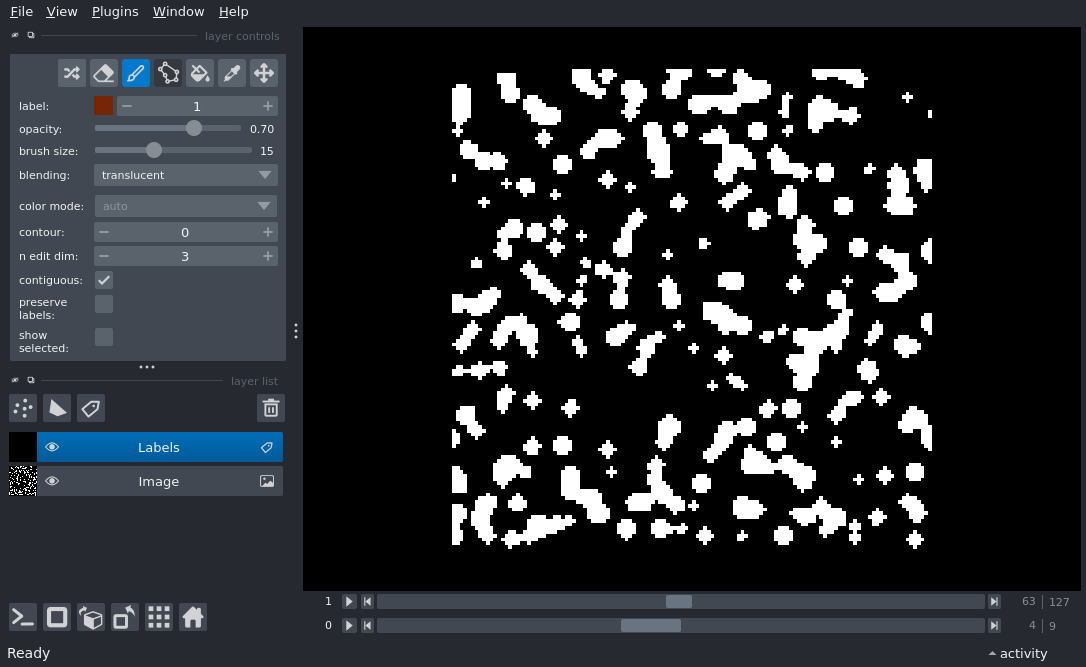 File View Plugins Window Help
layer controls
label: 1
opacity: 0.70
brush size: 15
blending: translucent
color mode: auto
contour: 0
n edit dim: 3
contiguous:
preserve
labels:
show
selected:
layer list
Labels
Image
1 63 127
0 4 9
Ready activity